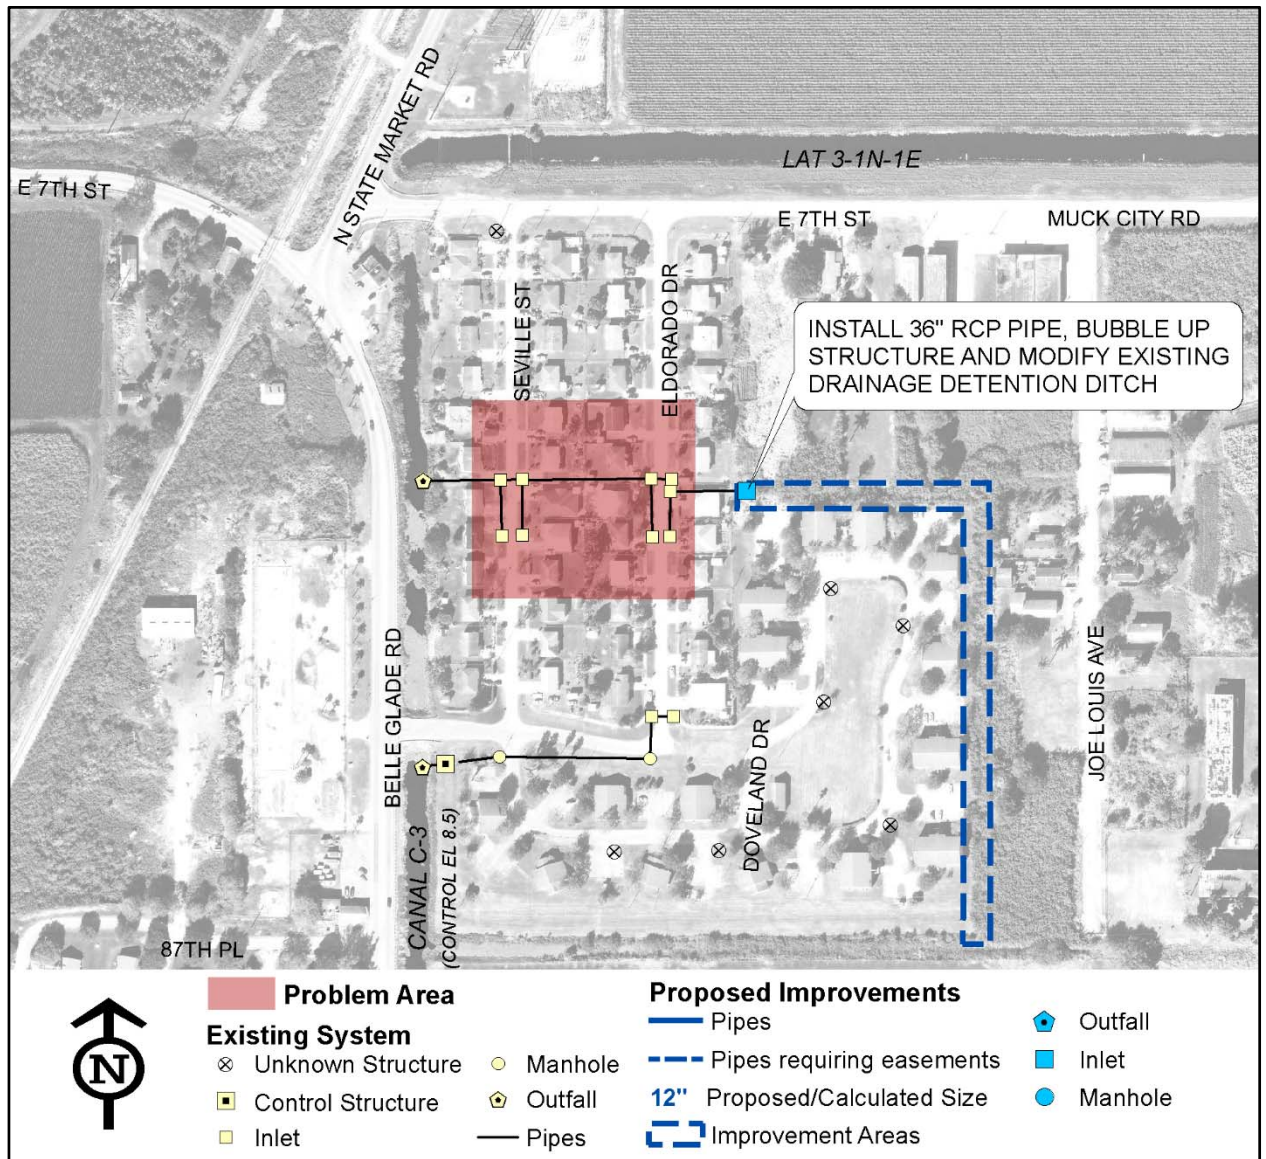 N STATE MARKET RD
LAT 3-1N-1E
E 7TH ST
E 7TH ST
MUCK CITY RD
SEVILLE ST
ELDORADO DR
INSTALL 36" RCP PIPE, BUBBLE UP
STRUCTURE AND MODIFY EXISTING
DRAINAGE DETENTION DITCH
BELLE GLADE RD
JOE LOUIS AVE
DOVELAND DR
CANAL C-3
(CONTROL EL 8.5)
87TH PL
N
Problem Area
Existing System
Unknown Structure
Manhole
Control Structure
Outfall
Inlet
Pipes
Proposed Improvements
Pipes
Outfall
Pipes requiring easements
Inlet
12" Proposed/Calculated Size
Manhole
Improvement Areas